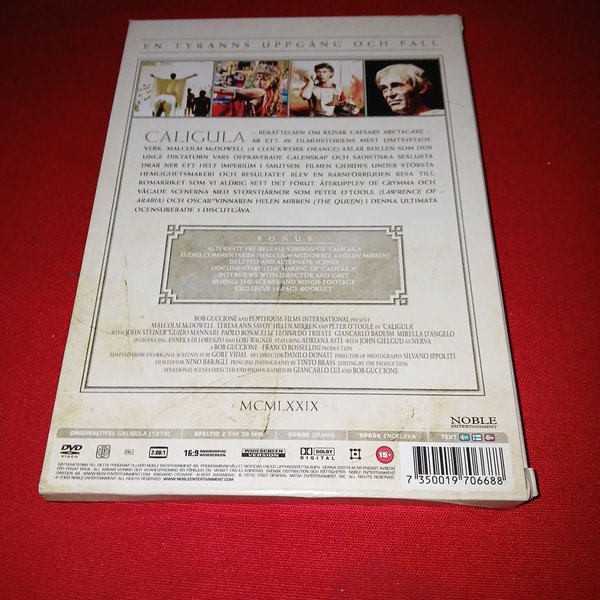 EN TYRANNS UPPGÅNG OCH FALL
CALIGULA - BERÄTTELSEN OM KEJSAR CAESARS ARVTAGARE -
ÄR ETT AV FILMHISTORIENS MEST OMTVISTADE
VERK. MALCOLM McDOWELL (A CLOCKWORK ORANGE) AXLAR ROLLEN SOM DEN
UNGE DIKTATORN VARS DEPRAVERADE GALENSKAP OCH SADISTISKA SEXLUSTA
DRAR NER ETT HELT IMPERIUM I SMUTSEN. FILMEN GJORDES UNDER STÖRSTA
HEMLIGHETSMAKERI OCH RESULTATET BLEV EN BARNFÖRBJUDEN RESA TILL
ROMARRIKET SOM VI ALDRIG SETT DET FÖRUT. ÅTERUPPLEV DE GRYMMA OCH
VÅGADE SCENERNA MED STORSTJÄRNOR SOM PETER O'TOOLE (LAWRENCE OF
ARABIA) OCH OSCAR®VINNAREN HELEN MIRREN (THE QUEEN) I DENNA ULTIMATA
OCENSURERADE 3 DISCUTGÅVA.
BONUS
ALTERNATE PRE-RELEASE VERSION OF CALIGULA
AUDIO COMMENTARIES (MALCOLM McDOWELL & HELEN MIRREN)
DELETED AND ALTERNATE SCENES
DOCUMENTARY (THE MAKING OF 'CALIGULA')
INTERVIEWS WITH DIRECTOR AND CAST
BEHIND THE SCENES AND BONUS FOOTAGE
EXCLUSIVE 16-PAGE BOOKLET
BOB GUCCIONE AND PENTHOUSE FILMS INTERNATIONAL PRESENT
MALCOLM McDOWELL, TERESA ANN SAVOY HELEN MIRREN AND PETER O'TOOLE IN 'CALIGULA'
WITH JOHN STEINER GUIDO MANNARI PAOLO BONACELLI LEOPOLDO TRIESTE, GIANCARLO BADESSI, MIRELLA D'ANGELO
INTRODUCING ANNEKA DI LORENZO AND LORI WAGNER. FEATURING ADRIANA ASTI WITH JOHN GIELGUD AS NERVA
A BOB GUCCIONE - FRANCO ROSSELLINI PRODUCTION
ADAPTED FROM AN ORIGINAL SCREENPLAY BY GORE VIDAL ART DIRECTOR DANILO DONATI. DIRECTOR OF PHOTOGRAPHY SILVANO IPPOLITI
FILM EDITOR NINO BARAGLI. PRINCIPAL PHOTOGRAPHY BY TINTO BRASS EDITING BY THE PRODUCTION
ADDITIONAL SCENES DIRECTED AND PHOTOGRAPHED BY GIANCARLO LUI AND BOB GUCCIONE
MCMLXXIX
NOBLE
ENTERTAINMENT
ORIGINALTITEL CALIGULA (1979) SPELTID 2 TIM 36 MIN GENRE DRAMA SPRÅK ENGELSKA TEXT
DVD VIDEO 2.00:1 16:9 ANAMORPHIC WIDESCREEN WIDESCREEN VERSION DOLBY DIGITAL 15+
7 350019 706688